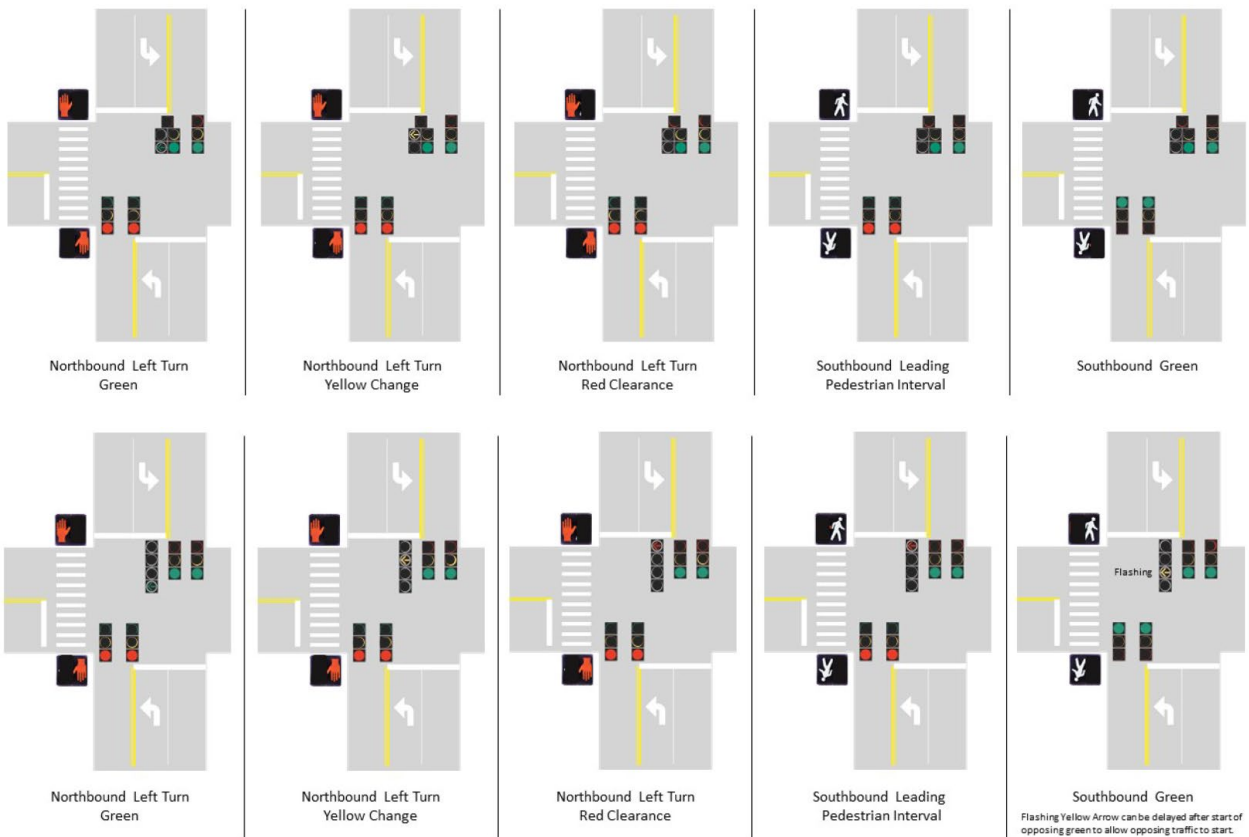 Northbound Left Turn
Green
Northbound Left Turn
Yellow Change
Northbound Left Turn
Red Clearance
Southbound Leading
Pedestrian Interval
Southbound Green
Flashing
Northbound Left Turn
Green
Northbound Left Turn
Yellow Change
Northbound Left Turn
Red Clearance
Southbound Leading
Pedestrian Interval
Southbound Green
Flashing Yellow Arrow can be delayed after start of
opposing green to allow opposing traffic to start.